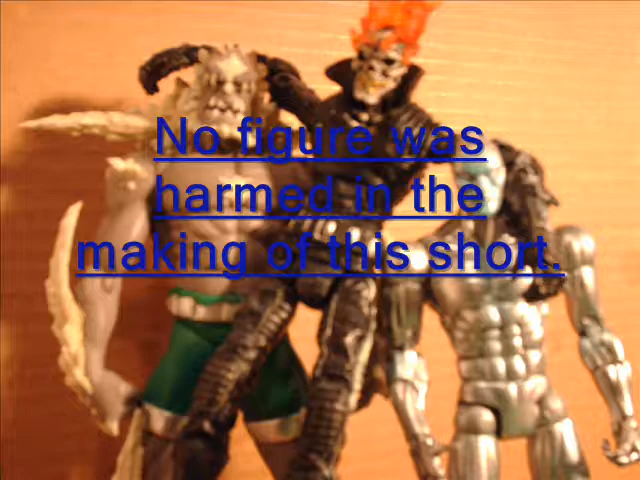 No figure was
harmed in the
making of this short.